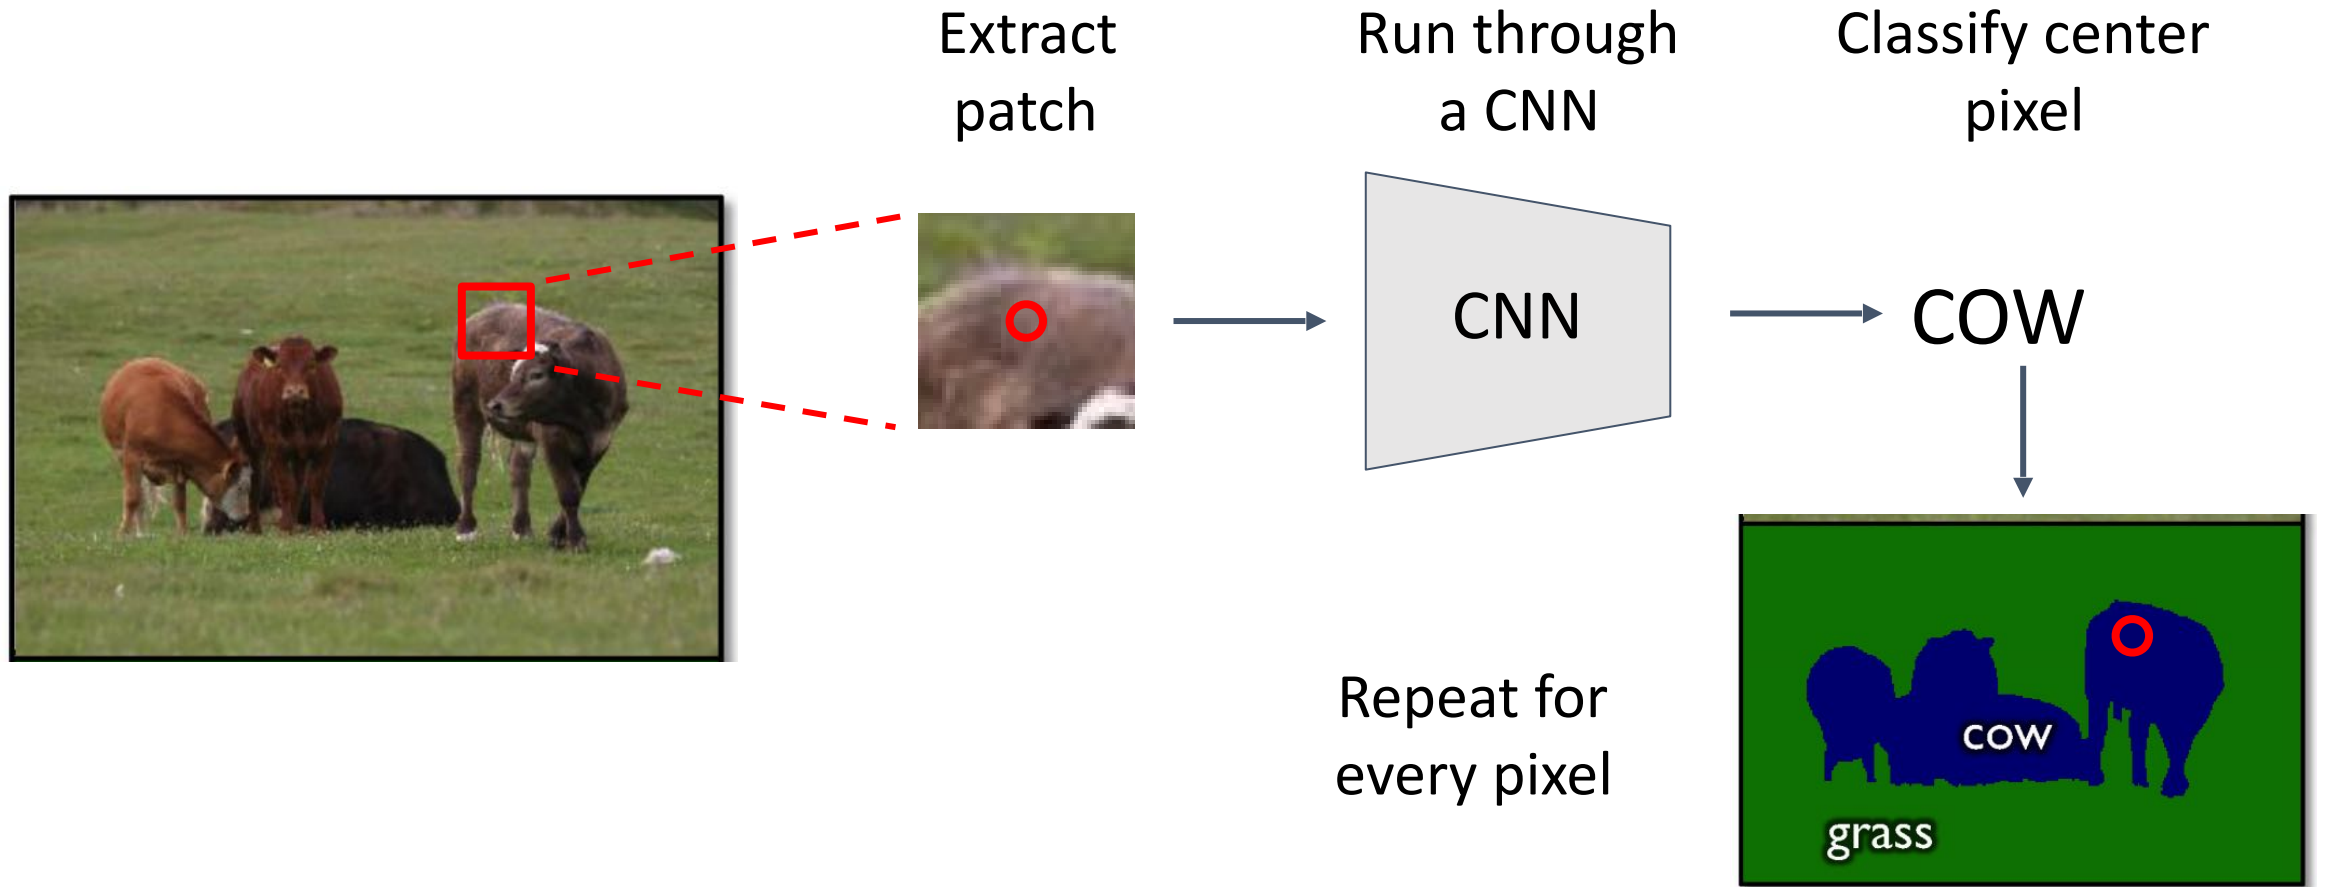 Extract
patch
Run through
a CNN
Classify center
pixel
CNN
COW
Repeat for
every pixel
cow
grass